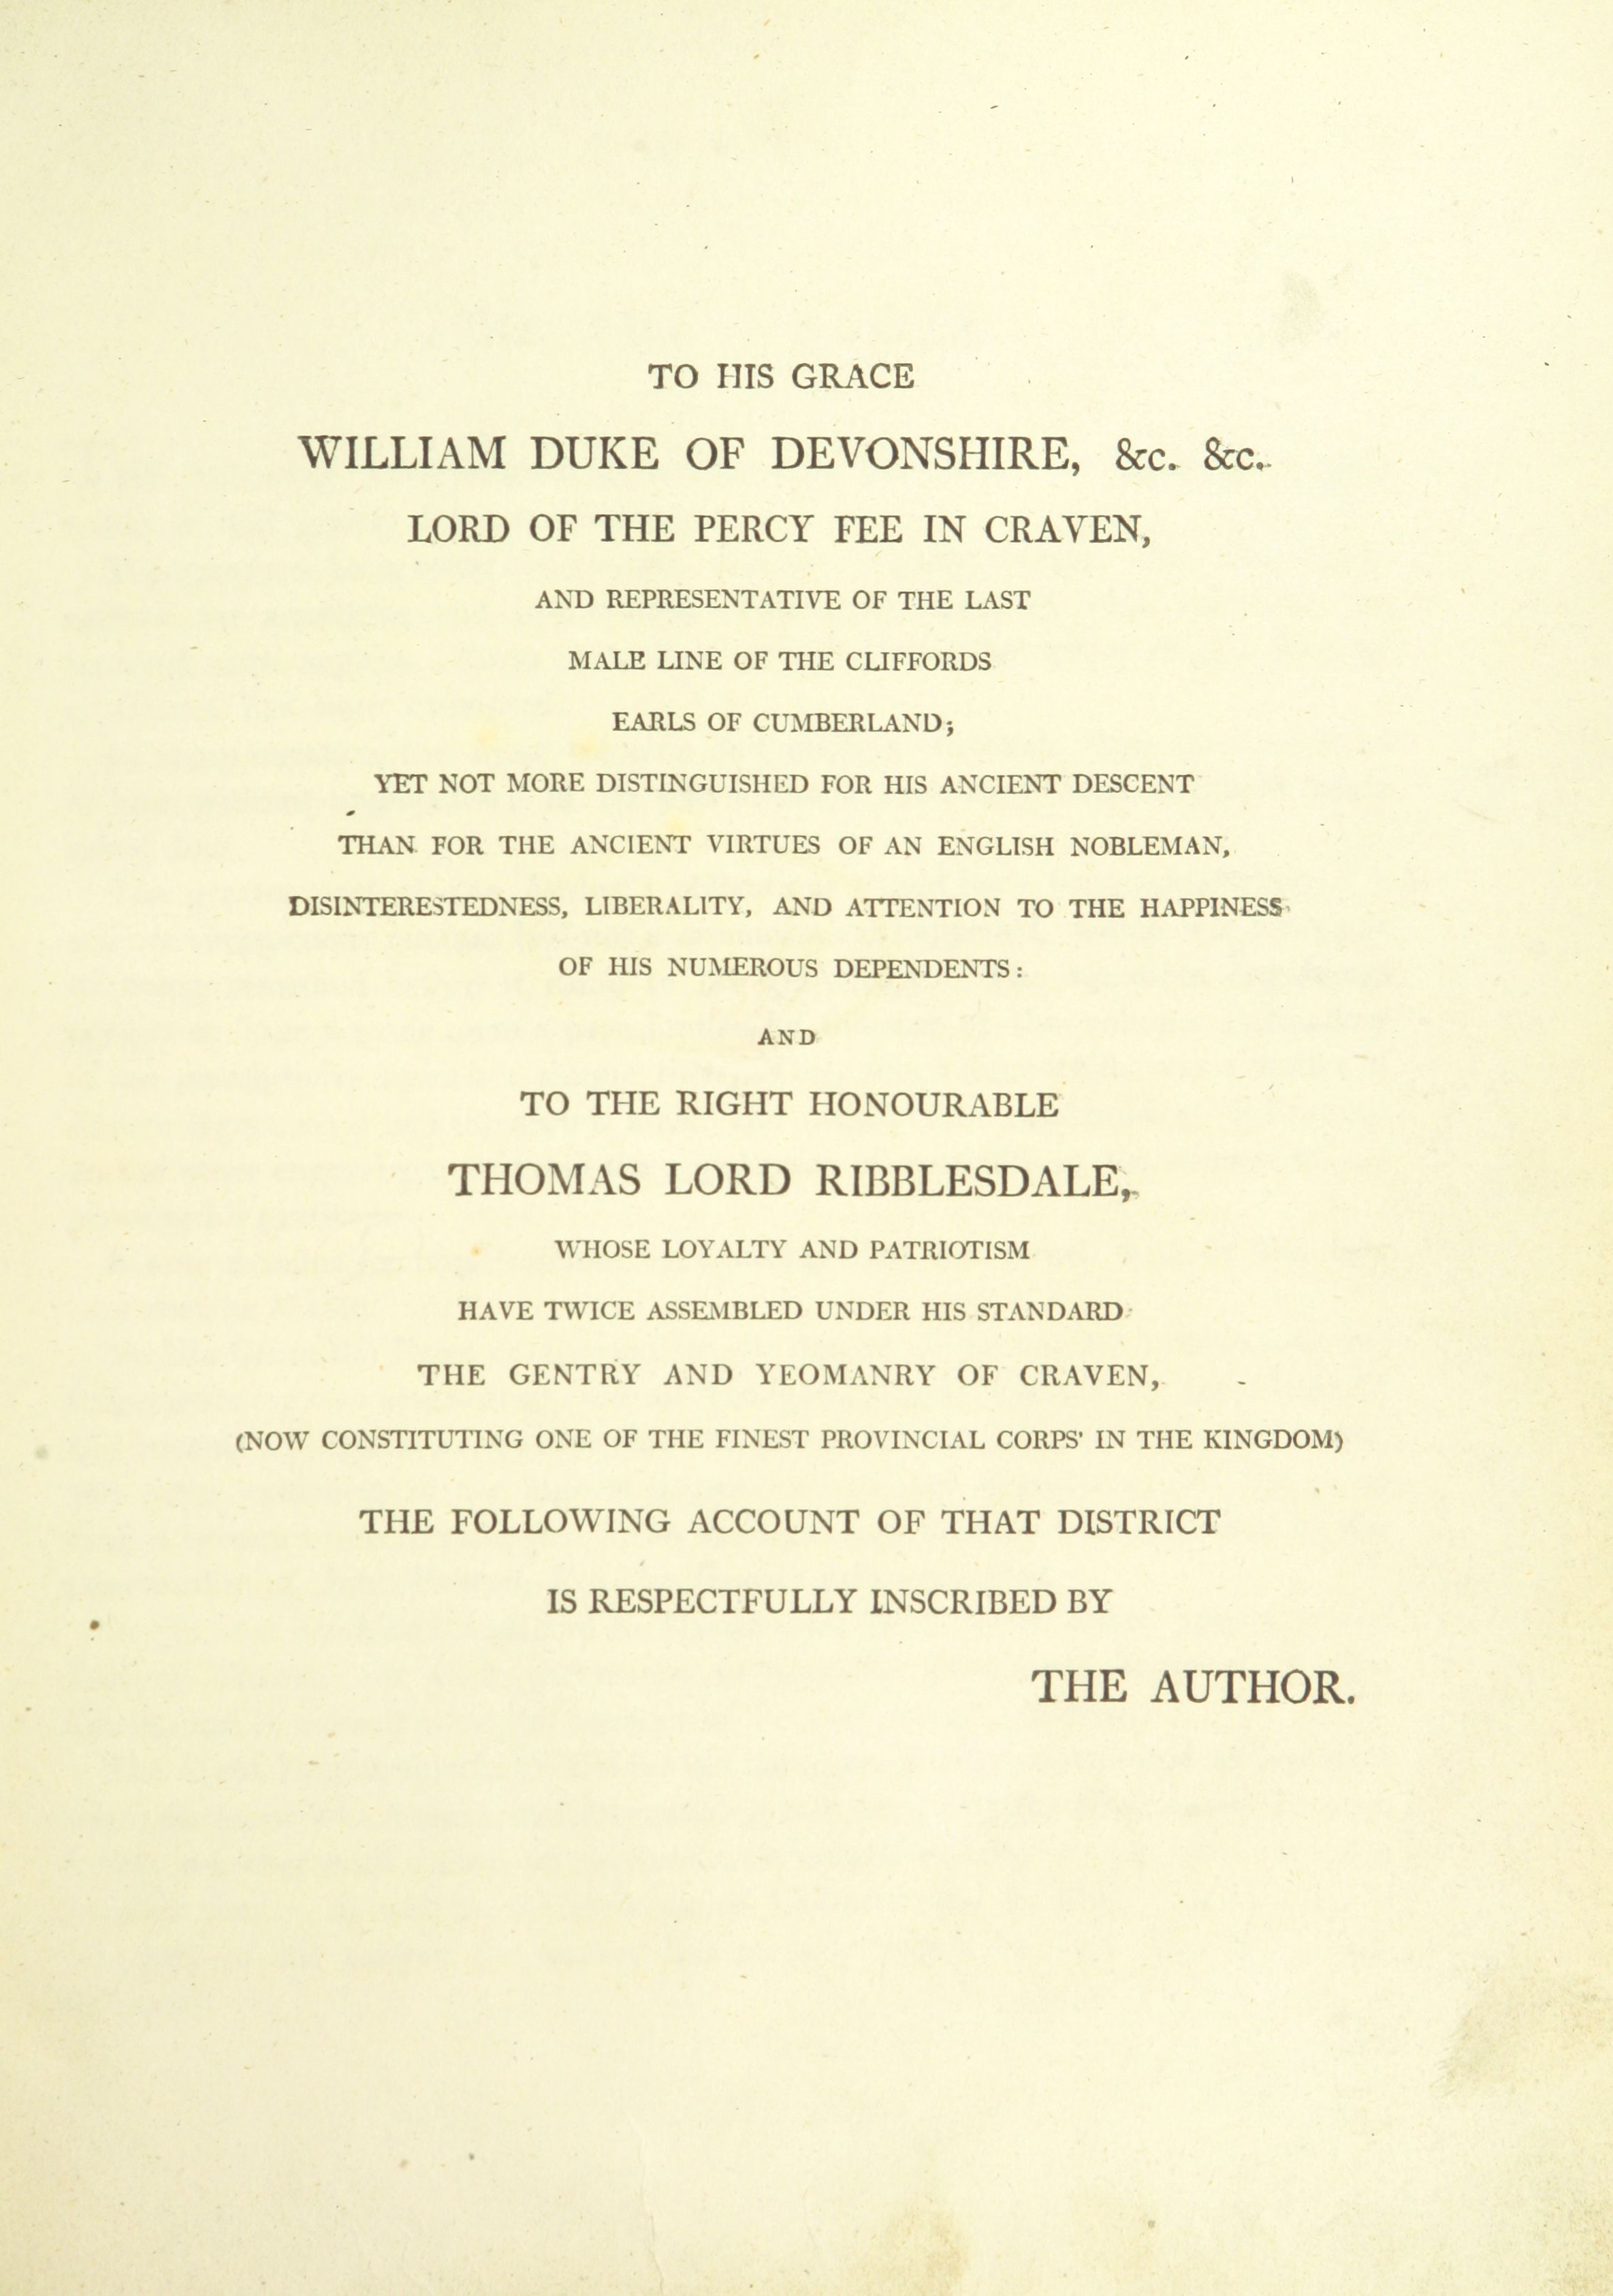 TO HIS GRACE
WILLIAM DUKE OF DEVONSHIRE, &c. &c.
LORD OF THE PERCY FEE IN CRAVEN,
AND REPRESENTATIVE OF THE LAST
MALE LINE OF THE CLIFFORDS
EARLS OF CUMBERLAND;
YET NOT MORE DISTINGUISHED FOR HIS ANCIENT DESCENT
THAN FOR THE ANCIENT VIRTUES OF AN ENGLISH NOBLEMAN,
DISINTERESTEDNESS, LIBERALITY, AND ATTENTION TO THE HAPPINESS
OF HIS NUMEROUS DEPENDENTS:
AND
TO THE RIGHT HONOURABLE
THOMAS LORD RIBBLESDALE,
WHOSE LOYALTY AND PATRIOTISM
HAVE TWICE ASSEMBLED UNDER HIS STANDARD
THE GENTRY AND YEOMANRY OF CRAVEN,
(NOW CONSTITUTING ONE OF THE FINEST PROVINCIAL CORPS' IN THE KINGDOM)
THE FOLLOWING ACCOUNT OF THAT DISTRICT
IS RESPECTFULLY INSCRIBED BY
THE AUTHOR.